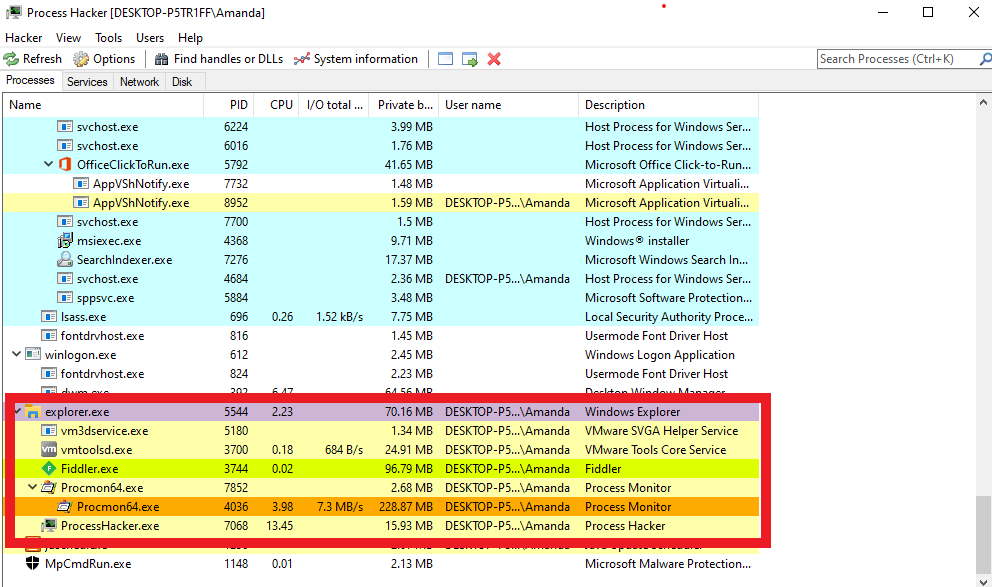 Process Hacker [DESKTOP-P5TR1FF\Amanda]
Hacker View Tools Users Help
Refresh Options Find handles or DLLs System information Search Processes (Ctrl+K)
Processes Services Network Disk
Name PID CPU I/O total ... Private b... User name Description
svchost.exe 6224 3.99 MB Host Process for Windows Ser...
svchost.exe 6016 1.76 MB Host Process for Windows Ser...
OfficeClickToRun.exe 5792 41.65 MB Microsoft Office Click-to-Run...
AppVShNotify.exe 7732 1.48 MB Microsoft Application Virtuali...
AppVShNotify.exe 8952 1.59 MB DESKTOP-P5...\Amanda Microsoft Application Virtuali...
svchost.exe 7700 1.5 MB Host Process for Windows Ser...
msiexec.exe 4368 9.71 MB Windows® installer
SearchIndexer.exe 7276 17.37 MB Microsoft Windows Search In...
svchost.exe 4684 2.36 MB DESKTOP-P5...\Amanda Host Process for Windows Ser...
sppsvc.exe 5884 3.48 MB Microsoft Software Protection...
lsass.exe 696 0.26 1.52 kB/s 7.75 MB Local Security Authority Proce...
fontdrvhost.exe 816 1.45 MB Usermode Font Driver Host
winlogon.exe 612 2.45 MB Windows Logon Application
fontdrvhost.exe 824 2.23 MB Usermode Font Driver Host
dwm.exe 392 6.47 64.56 MB Desktop Window Manager
explorer.exe 5544 2.23 70.16 MB DESKTOP-P5...\Amanda Windows Explorer
vm3dservice.exe 5180 1.34 MB DESKTOP-P5...\Amanda VMware SVGA Helper Service
vmtoolsd.exe 3700 0.18 684 B/s 24.91 MB DESKTOP-P5...\Amanda VMware Tools Core Service
Fiddler.exe 3744 0.02 96.79 MB DESKTOP-P5...\Amanda Fiddler
Procmon64.exe 7852 2.68 MB DESKTOP-P5...\Amanda Process Monitor
Procmon64.exe 4036 3.98 7.3 MB/s 228.87 MB DESKTOP-P5...\Amanda Process Monitor
ProcessHacker.exe 7068 13.45 15.93 MB DESKTOP-P5...\Amanda Process Hacker
MpCmdRun.exe 1148 0.01 2.13 MB Microsoft Malware Protection...